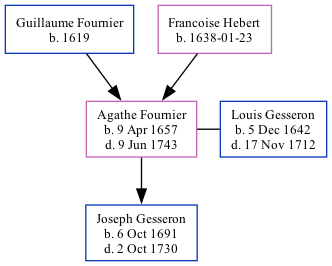 Guillaume Fournier
b. 1619
Francoise Hebert
b. 1638-01-23
Agathe Fournier
b. 9 Apr 1657
d. 9 Jun 1743
Louis Gesseron
b. 5 Dec 1642
d. 17 Nov 1712
Joseph Gesseron
b. 6 Oct 1691
d. 2 Oct 1730